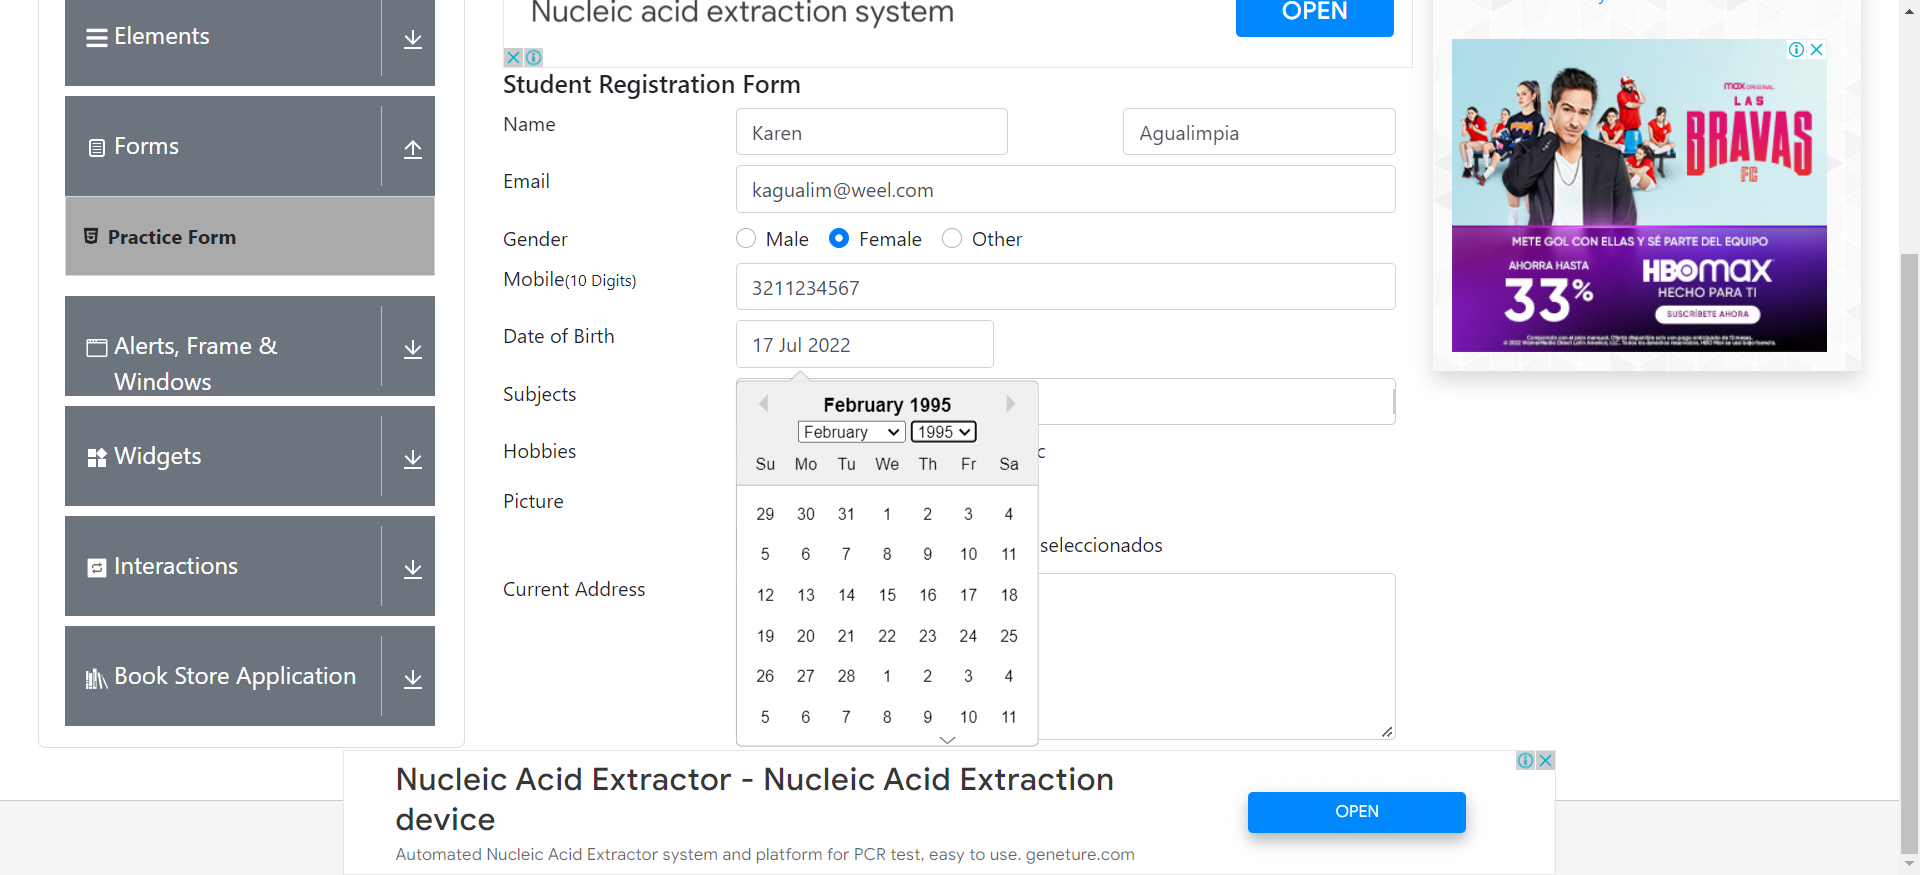 Elements
Forms
Practice Form
Alerts, Frame &
Windows
Widgets
Interactions
Book Store Application
Nucleic acid extraction system
OPEN
Student Registration Form
Name
Karen
Agualimpia
Email
kagualim@weel.com
Gender
Male
Female
Other
Mobile(10 Digits)
3211234567
Date of Birth
17 Jul 2022
Subjects
Hobbies
c
Picture
seleccionados
Current Address
February 1995
February
1995
Su Mo Tu We Th Fr Sa
29 30 31 1 2 3 4
5 6 7 8 9 10 11
12 13 14 15 16 17 18
19 20 21 22 23 24 25
26 27 28 1 2 3 4
5 6 7 8 9 10 11
max ORIGINAL
LAS
BRAVAS
FC
METE GOL CON ELLAS Y SÉ PARTE DEL EQUIPO
AHORRA HASTA
33%
HBOmax
HECHO PARA TI
SUSCRÍBETE AHORA
Nucleic Acid Extractor - Nucleic Acid Extraction
device
Automated Nucleic Acid Extractor system and platform for PCR test, easy to use. geneture.com
OPEN